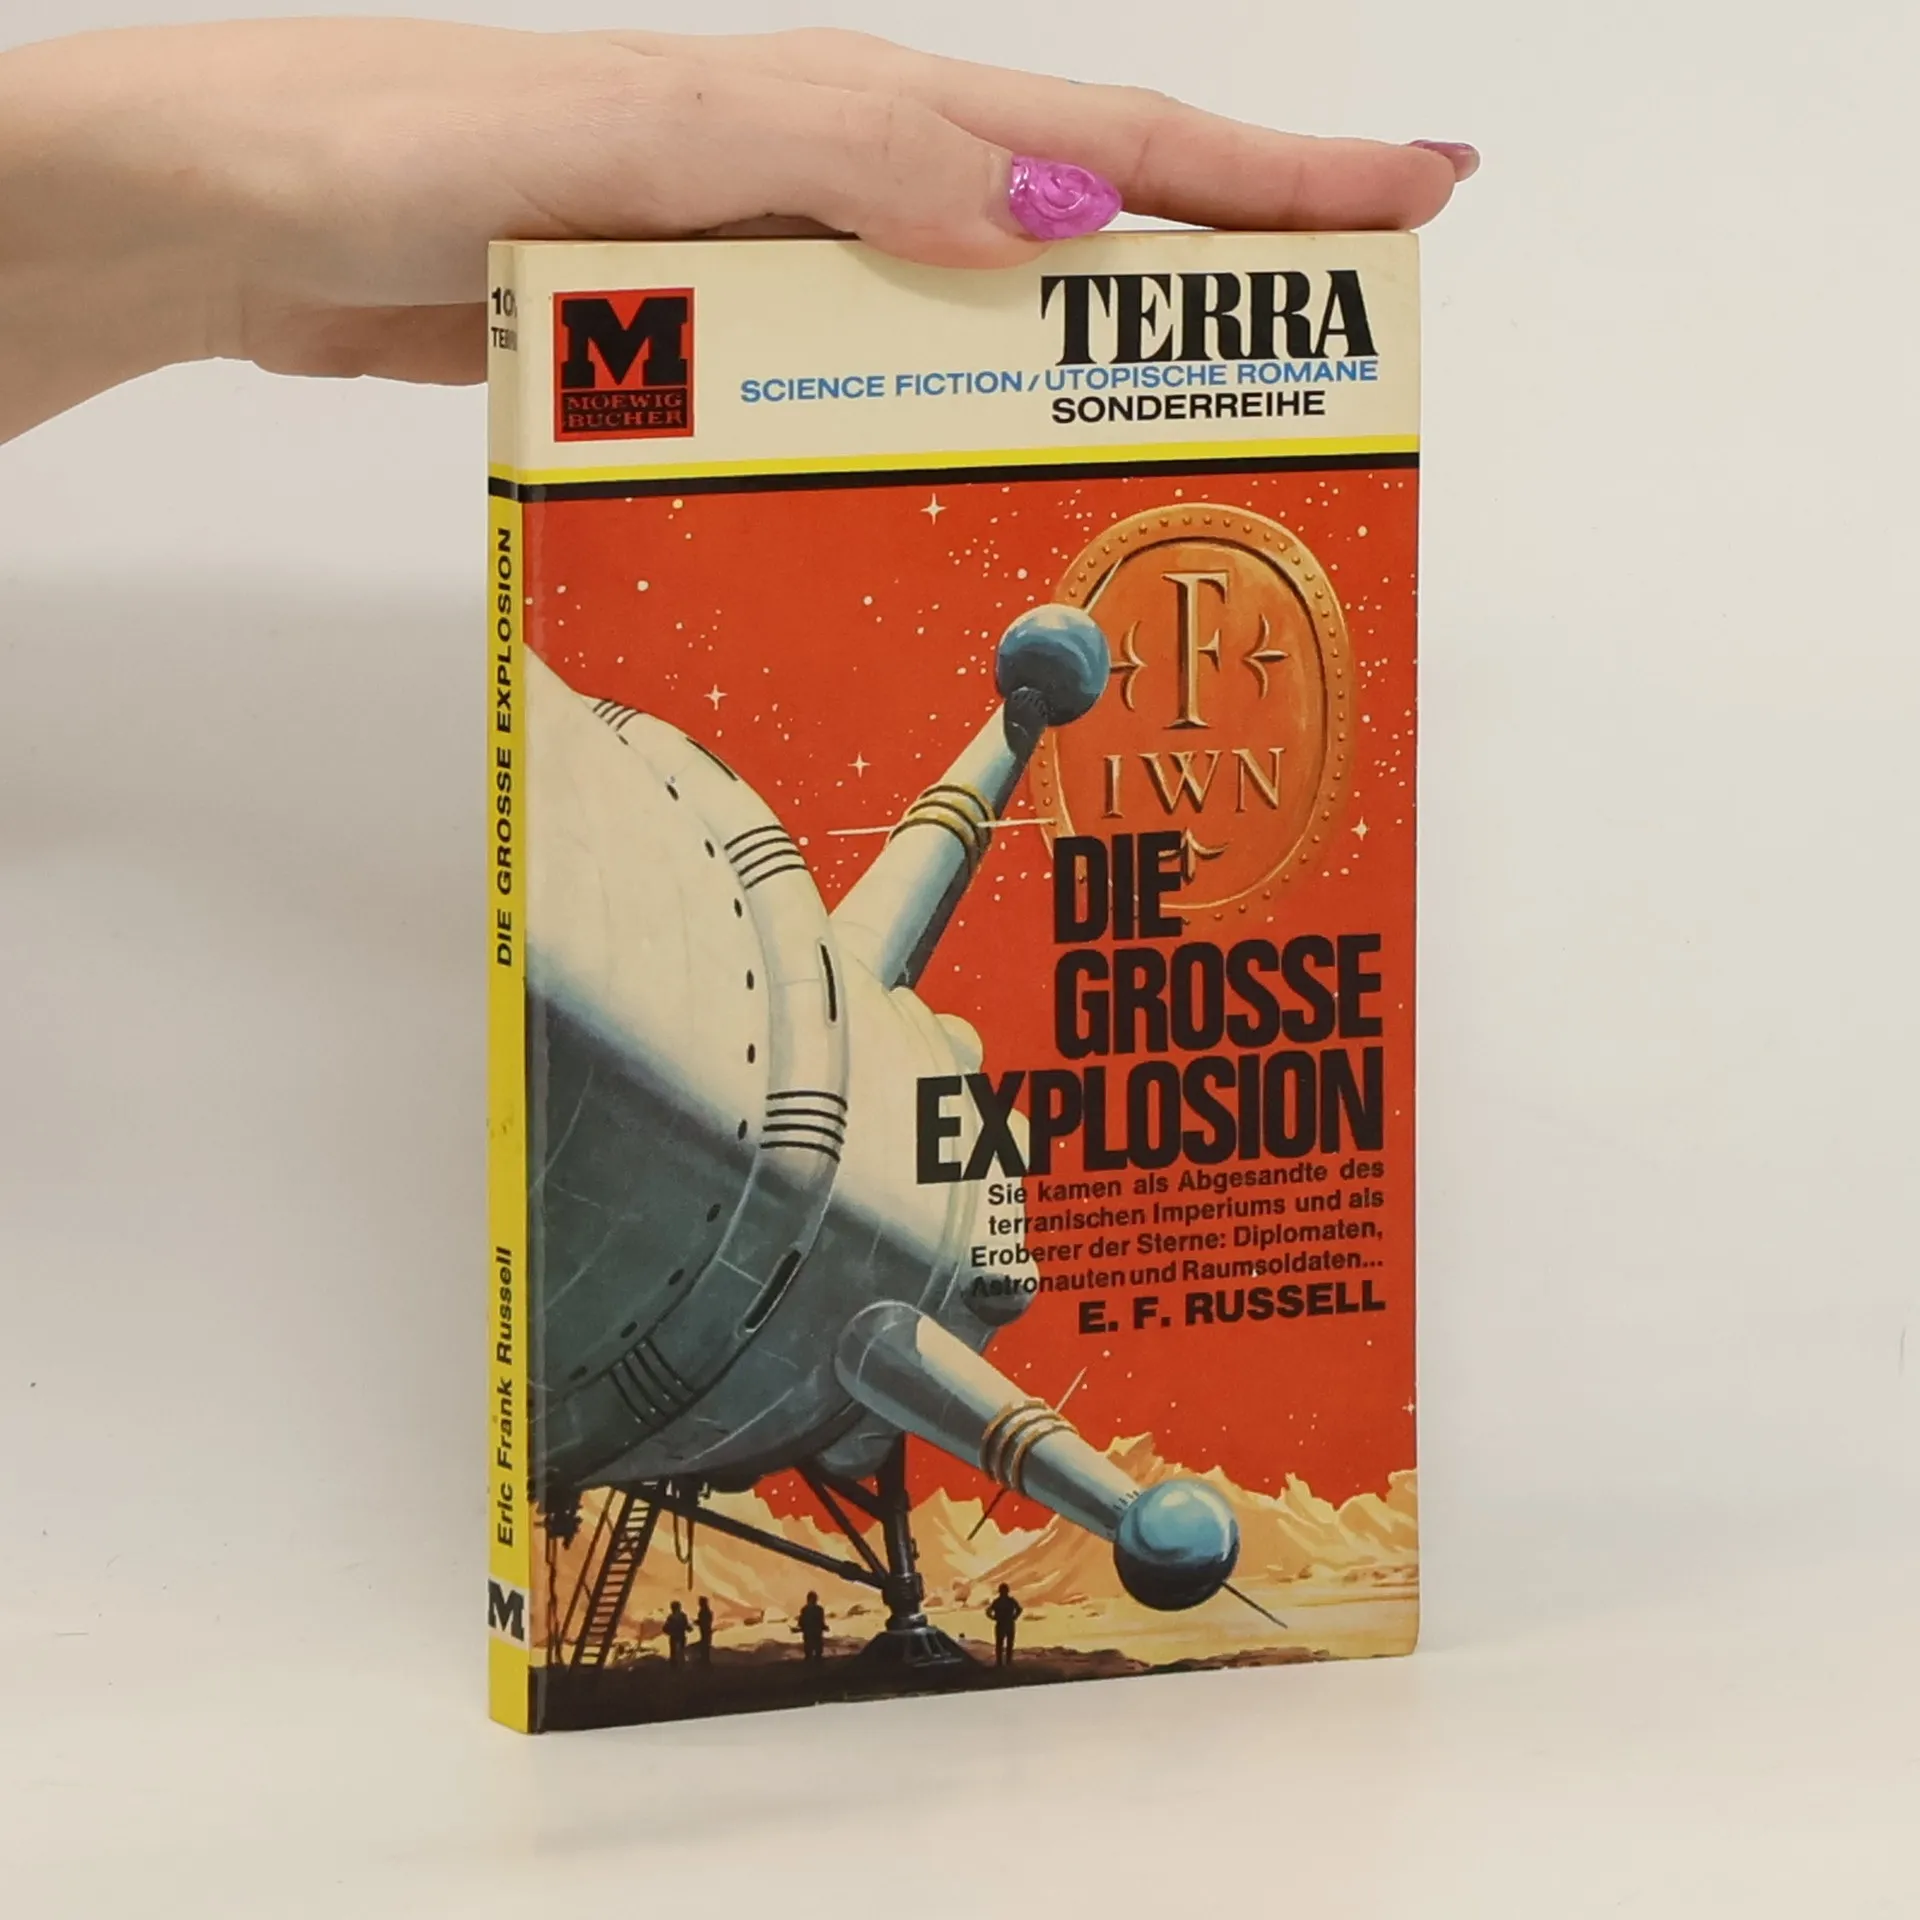 M
MOEWIG
BÜCHER
TERRA
SCIENCE FICTION/UTOPISCHE ROMANE
SONDERREIHE
F
IWN
DIE
GROSSE
EXPLOSION
Sie kamen als Abgesandte des
terranischen Imperiums und als
Eroberer der Sterne: Diplomaten,
Astronauten und Raumsoldaten...
E. F. RUSSELL
DIE GROSSE EXPLOSION
Eric Frank Russell
M